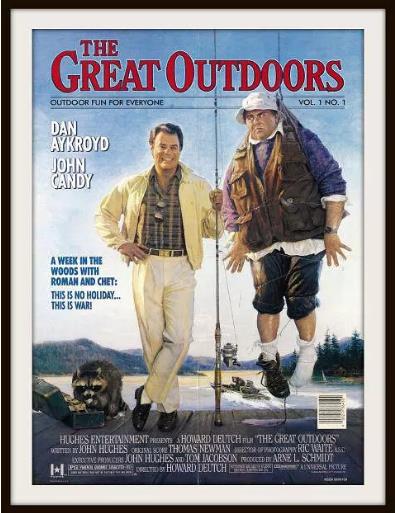 THE
GREAT OUTDOORS
OUTDOOR FUN FOR EVERYONE VOL. 1 NO. 1
DAN
AYKROYD
JOHN
CANDY
A WEEK IN THE
WOODS WITH
ROMAN AND CHET:
THIS IS NO HOLIDAY...
THIS IS WAR!
HUGHES ENTERTAINMENT PRESENTS A HOWARD DEUTCH FILM "THE GREAT OUTDOORS"
WRITTEN BY JOHN HUGHES ORIGINAL SCORE THOMAS NEWMAN DIRECTOR OF PHOTOGRAPHY RIC WAITE A.S.C.
EXECUTIVE PRODUCERS JOHN HUGHES AND TOM JACOBSON PRODUCED BY ARNE L. SCHMIDT
DIRECTED BY HOWARD DEUTCH A UNIVERSAL PICTURE